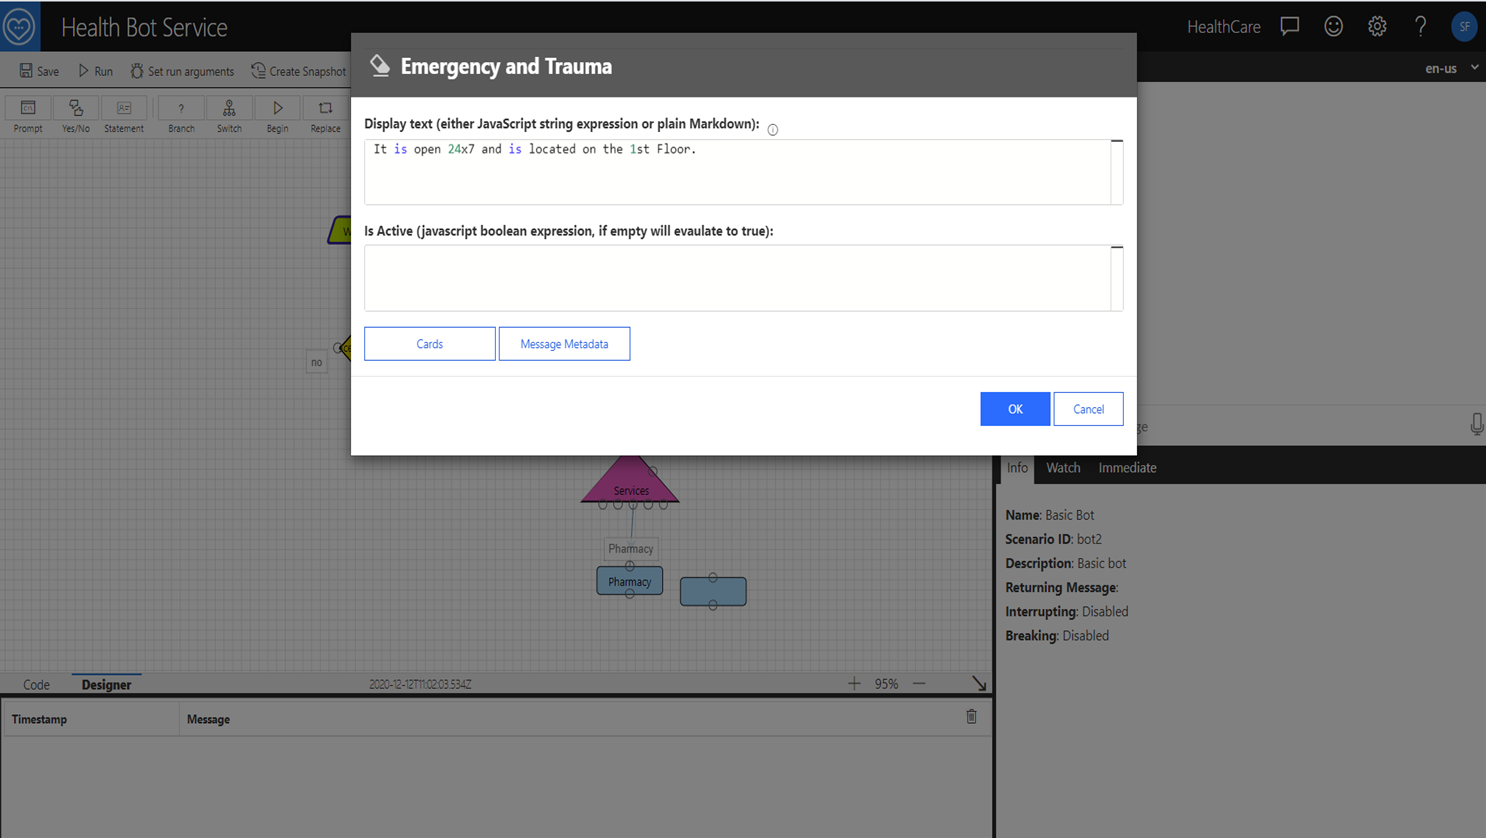 Health Bot Service
HealthCare
SF
Save
Run
Set run arguments
Create Snapshot
en-us
Prompt
Yes/No
Statement
Branch
Switch
Begin
Replace
Emergency and Trauma
Display text (either JavaScript string expression or plain Markdown):
It is open 24x7 and is located on the 1st Floor.
Is Active (javascript boolean expression, if empty will evaulate to true):
Cards
Message Metadata
OK
Cancel
no
Services
Pharmacy
Pharmacy
Code
Designer
2020-12-12T11:02:03.534Z
95%
Timestamp
Message
Info
Watch
Immediate
Name: Basic Bot
Scenario ID: bot2
Description: Basic bot
Returning Message:
Interrupting: Disabled
Breaking: Disabled